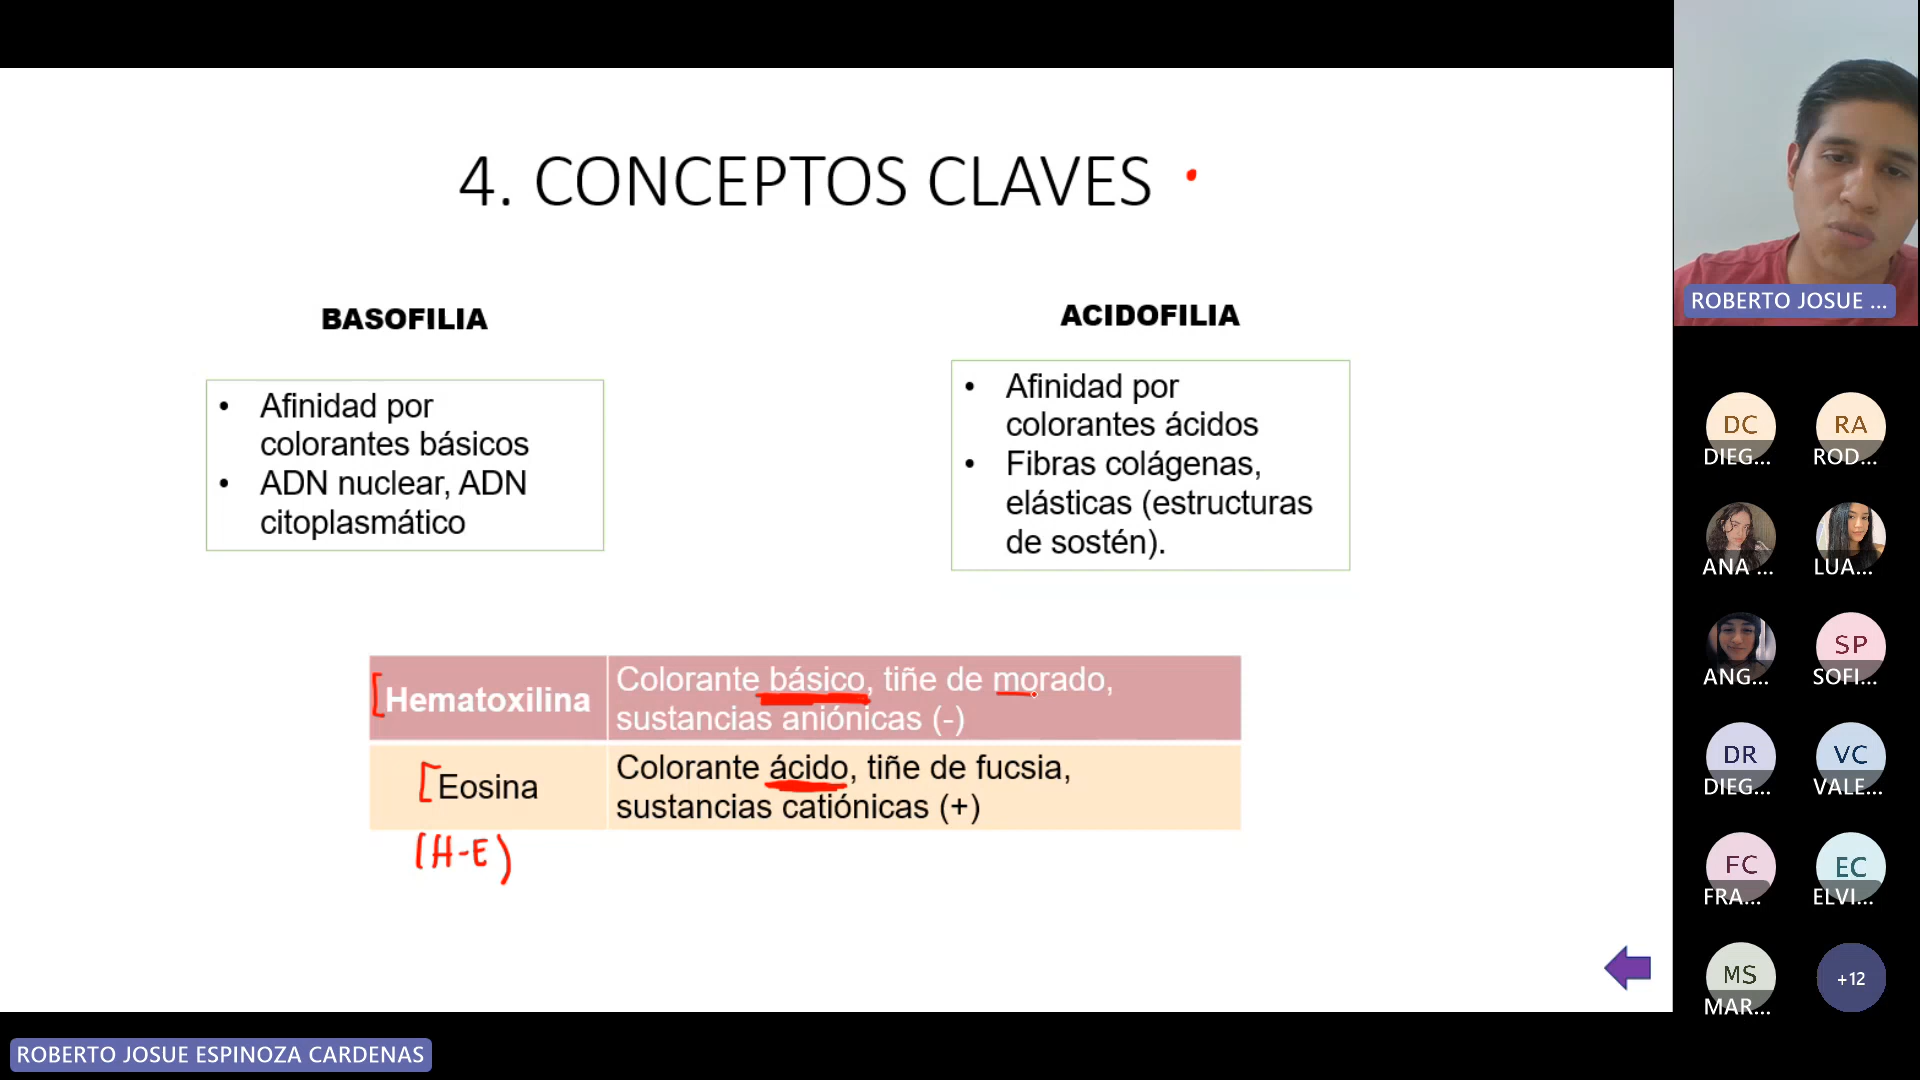 4. CONCEPTOS CLAVES
BASOFILIA
• Afinidad por
colorantes básicos
• ADN nuclear, ADN
citoplasmático
ACIDOFILIA
• Afinidad por
colorantes ácidos
• Fibras colágenas,
elásticas (estructuras
de sostén).
Hematoxilina
Colorante básico, tiñe de morado,
sustancias aniónicas (-)
Eosina
Colorante ácido, tiñe de fucsia,
sustancias catiónicas (+)
(H-E)
ROBERTO JOSUE ...
DC
DIEG...
RA
ROD...
ANA ...
LUA...
ANG...
SP
SOFI...
DR
DIEG...
VC
VALE...
FC
FRA...
EC
ELVI...
MS
MAR...
+12
ROBERTO JOSUE ESPINOZA CARDENAS